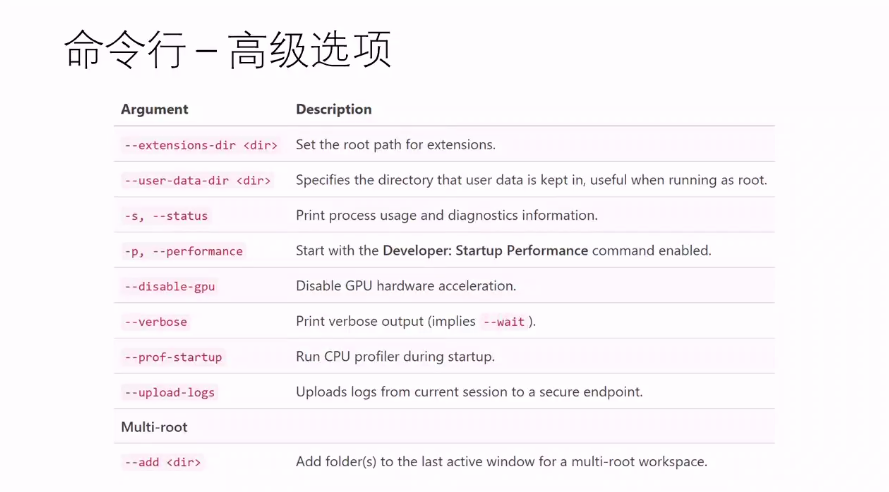 命令行 – 高级选项
Argument Description
--extensions-dir <dir> Set the root path for extensions.
--user-data-dir <dir> Specifies the directory that user data is kept in, useful when running as root.
-s, --status Print process usage and diagnostics information.
-p, --performance Start with the Developer: Startup Performance command enabled.
--disable-gpu Disable GPU hardware acceleration.
--verbose Print verbose output (implies --wait ).
--prof-startup Run CPU profiler during startup.
--upload-logs Uploads logs from current session to a secure endpoint.
Multi-root
--add <dir> Add folder(s) to the last active window for a multi-root workspace.